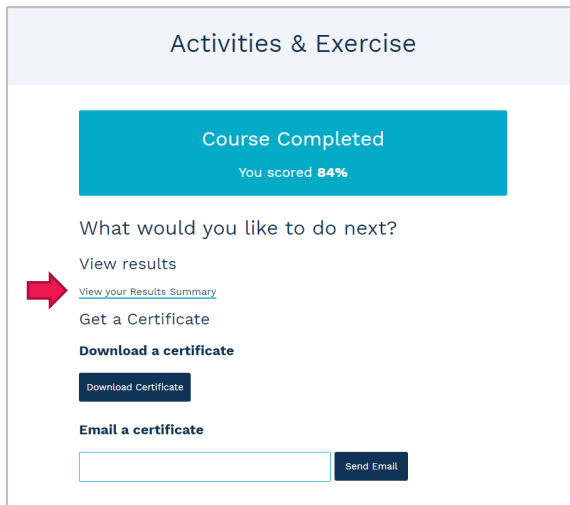 Activities & Exercise
Course Completed
You scored 84%
What would you like to do next?
View results
View your Results Summary
Get a Certificate
Download a certificate
Download Certificate
Email a certificate
Send Email